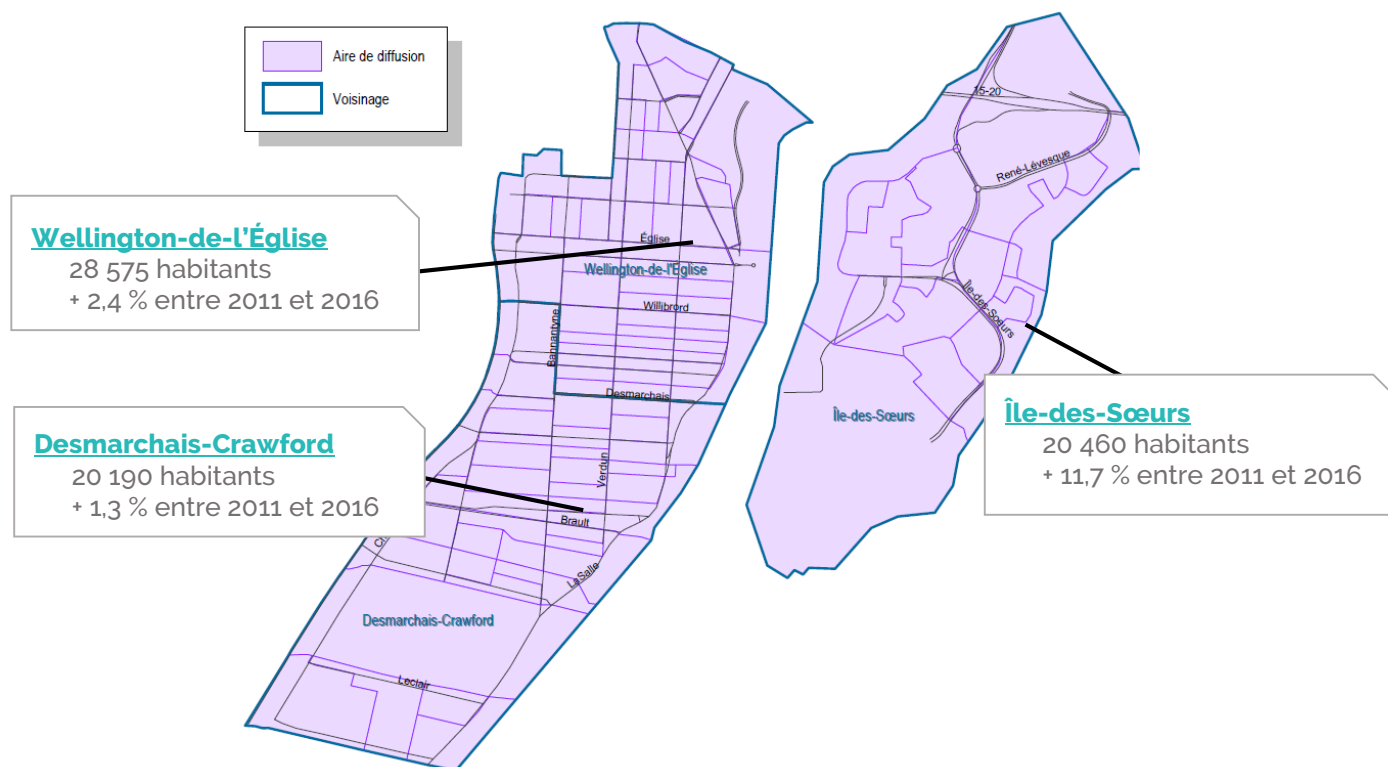 Aire de diffusion
Voisinage
15-20
René-Lévesque
Wellington-de-l'Église
28 575 habitants
+ 2,4 % entre 2011 et 2016
Église
Wellington-de-l'Église
Willibrord
Bannantyne
Île-des-Sœurs
Desmarchais
Île-des-Sœurs
20 460 habitants
+ 11,7 % entre 2011 et 2016
Île-des-Sœurs
Desmarchais-Crawford
20 190 habitants
+ 1,3 % entre 2011 et 2016
Verdun
Brault
LaSalle
Desmarchais-Crawford
Leclair